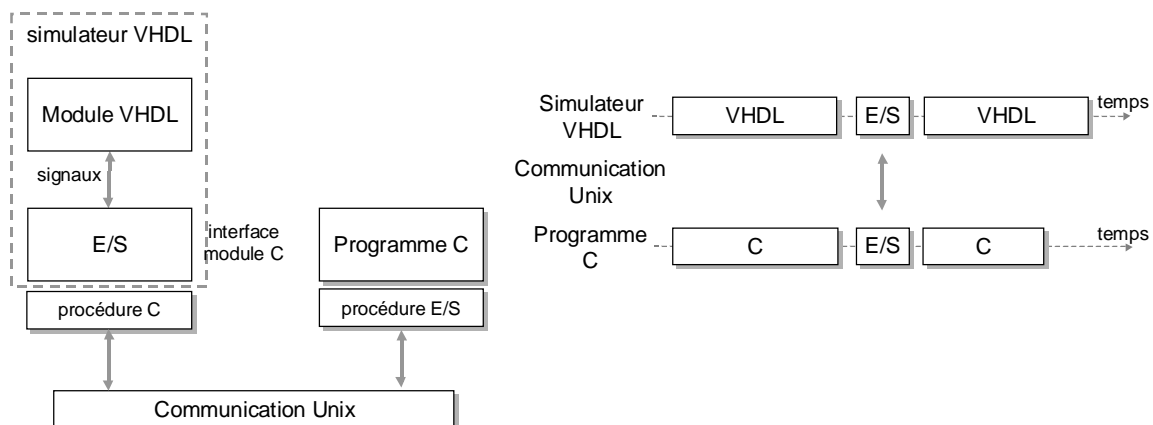 simulateur VHDL
Module VHDL
signaux
E/S
interface
module C
procédure C
Programme C
procédure E/S
Communication Unix
Simulateur
VHDL
VHDL
E/S
VHDL
temps
Communication
Unix
Programme
C
C
E/S
C
temps